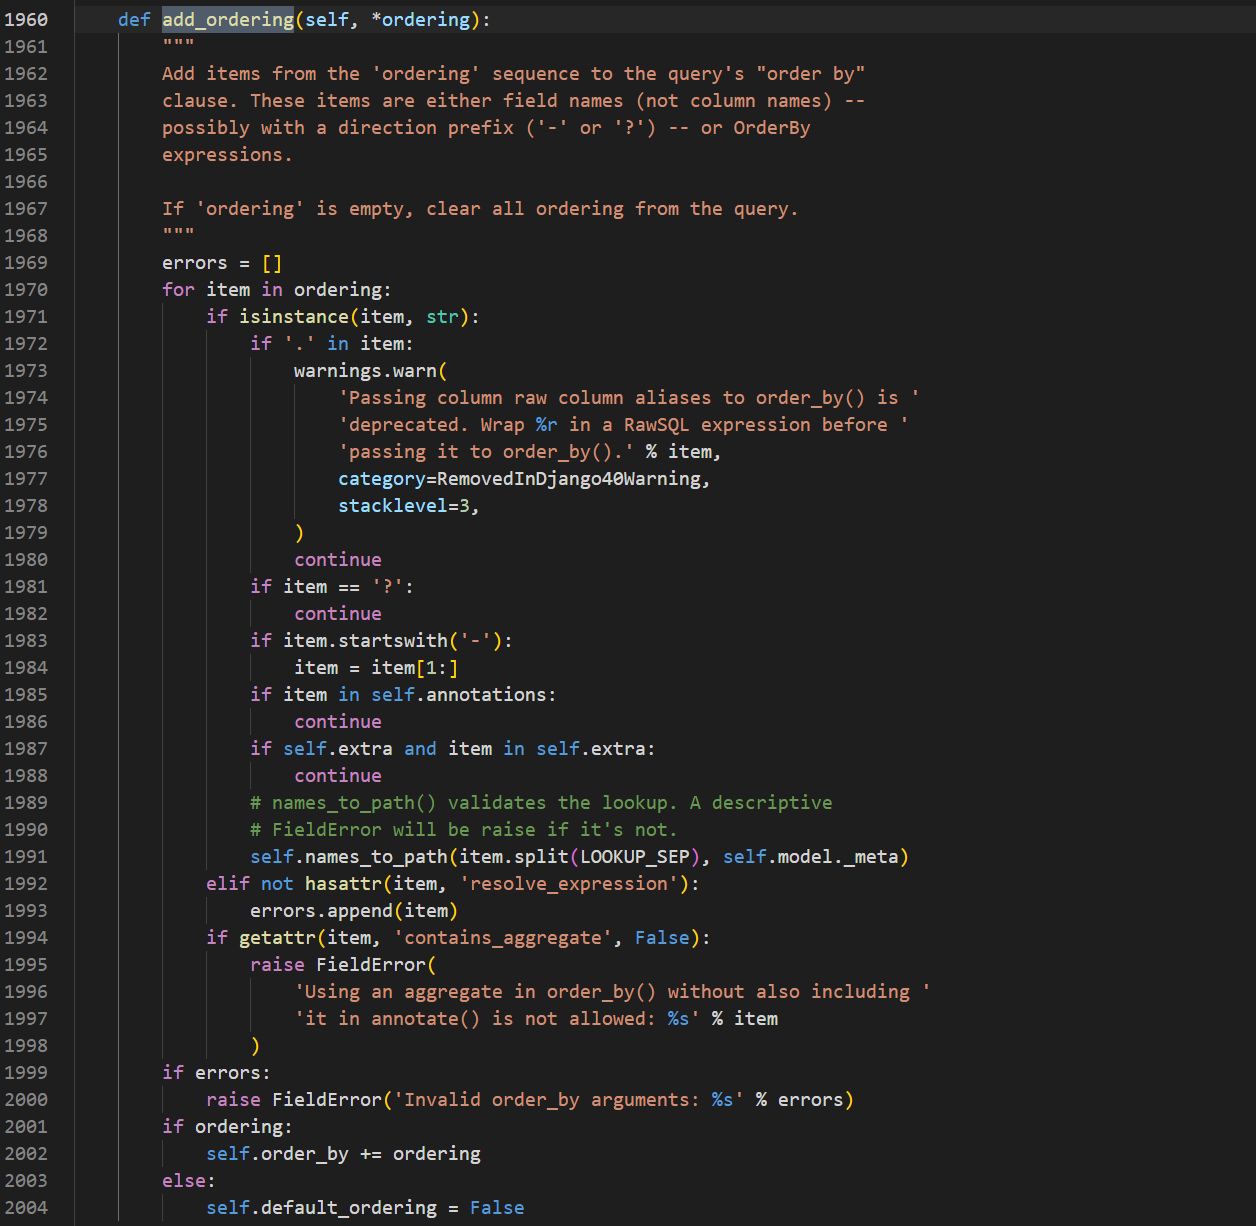 1960 def add_ordering(self, *ordering):
1961 """
1962 Add items from the 'ordering' sequence to the query's "order by"
1963 clause. These items are either field names (not column names) --
1964 possibly with a direction prefix ('-' or '?') -- or OrderBy
1965 expressions.
1966
1967 If 'ordering' is empty, clear all ordering from the query.
1968 """
1969 errors = []
1970 for item in ordering:
1971 if isinstance(item, str):
1972 if '.' in item:
1973 warnings.warn(
1974 'Passing column raw column aliases to order_by() is '
1975 'deprecated. Wrap %r in a RawSQL expression before '
1976 'passing it to order_by().' % item,
1977 category=RemovedInDjango40Warning,
1978 stacklevel=3,
1979 )
1980 continue
1981 if item == '?':
1982 continue
1983 if item.startswith('-'):
1984 item = item[1:]
1985 if item in self.annotations:
1986 continue
1987 if self.extra and item in self.extra:
1988 continue
1989 # names_to_path() validates the lookup. A descriptive
1990 # FieldError will be raise if it's not.
1991 self.names_to_path(item.split(LOOKUP_SEP), self.model._meta)
1992 elif not hasattr(item, 'resolve_expression'):
1993 errors.append(item)
1994 if getattr(item, 'contains_aggregate', False):
1995 raise FieldError(
1996 'Using an aggregate in order_by() without also including '
1997 'it in annotate() is not allowed: %s' % item
1998 )
1999 if errors:
2000 raise FieldError('Invalid order_by arguments: %s' % errors)
2001 if ordering:
2002 self.order_by += ordering
2003 else:
2004 self.default_ordering = False